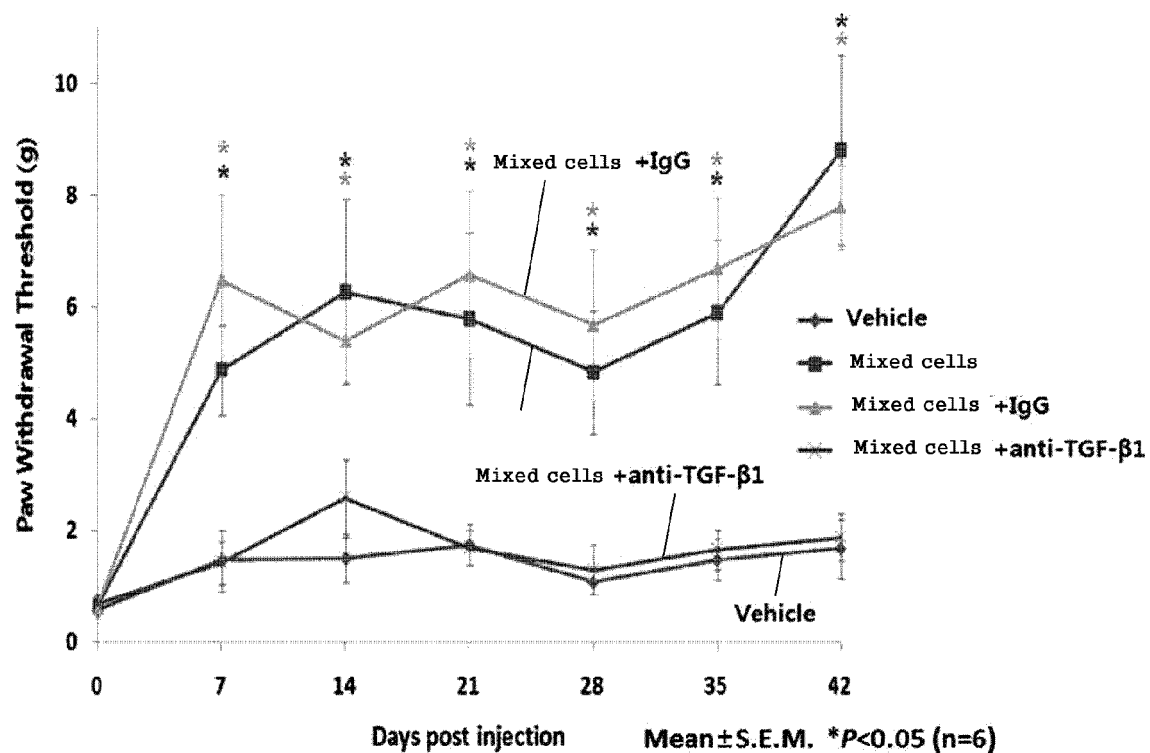 Paw Withdrawal Threshold (g)
10
8
6
4
2
0
* * * * * *
* * * * * *
Mixed cells +IgG
Mixed cells +anti-TGF-β1
Vehicle
Vehicle
Mixed cells
Mixed cells +IgG
Mixed cells +anti-TGF-β1
0 7 14 21 28 35 42
Days post injection Mean±S.E.M. *P<0.05 (n=6)